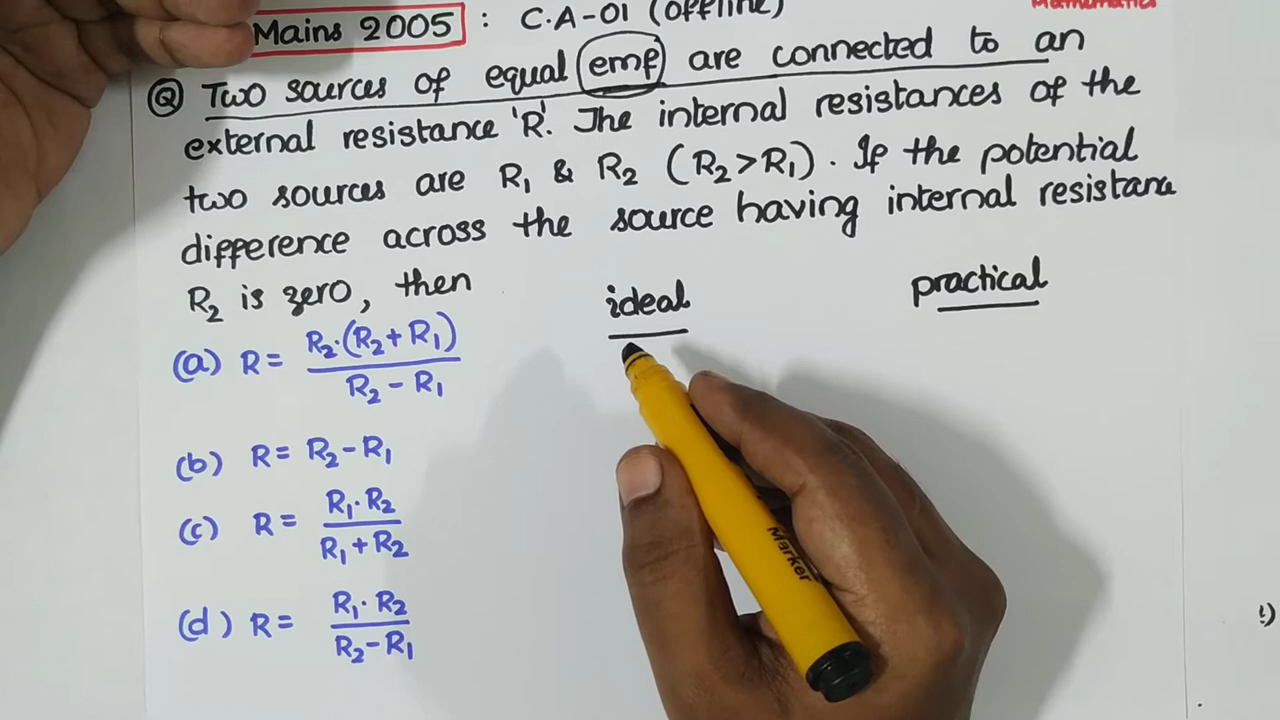 Mathematics
Mains 2005 : C.A-01 (Offline)
Q Two sources of equal emf are connected to an
external resistance 'R'. The internal resistances of the
two sources are R₁ & R₂ (R₂>R₁). If the potential
difference across the source having internal resistance
R₂ is zero, then
ideal
practical
(a) R = R₂.(R₂+R₁) / R₂ - R₁
(b) R = R₂ - R₁
(c) R = R₁.R₂ / R₁+R₂
(d) R = R₁.R₂ / R₂-R₁
Marker